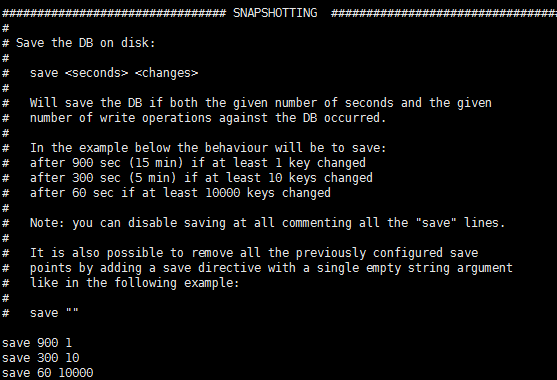 ############################### SNAPSHOTTING  ################################
#
# Save the DB on disk:
#
#   save <seconds> <changes>
#
#   Will save the DB if both the given number of seconds and the given
#   number of write operations against the DB occurred.
#
#   In the example below the behaviour will be to save:
#   after 900 sec (15 min) if at least 1 key changed
#   after 300 sec (5 min) if at least 10 keys changed
#   after 60 sec if at least 10000 keys changed
#
#   Note: you can disable saving at all commenting all the "save" lines.
#
#   It is also possible to remove all the previously configured save
#   points by adding a save directive with a single empty string argument
#   like in the following example:
#
#   save ""

save 900 1
save 300 10
save 60 10000